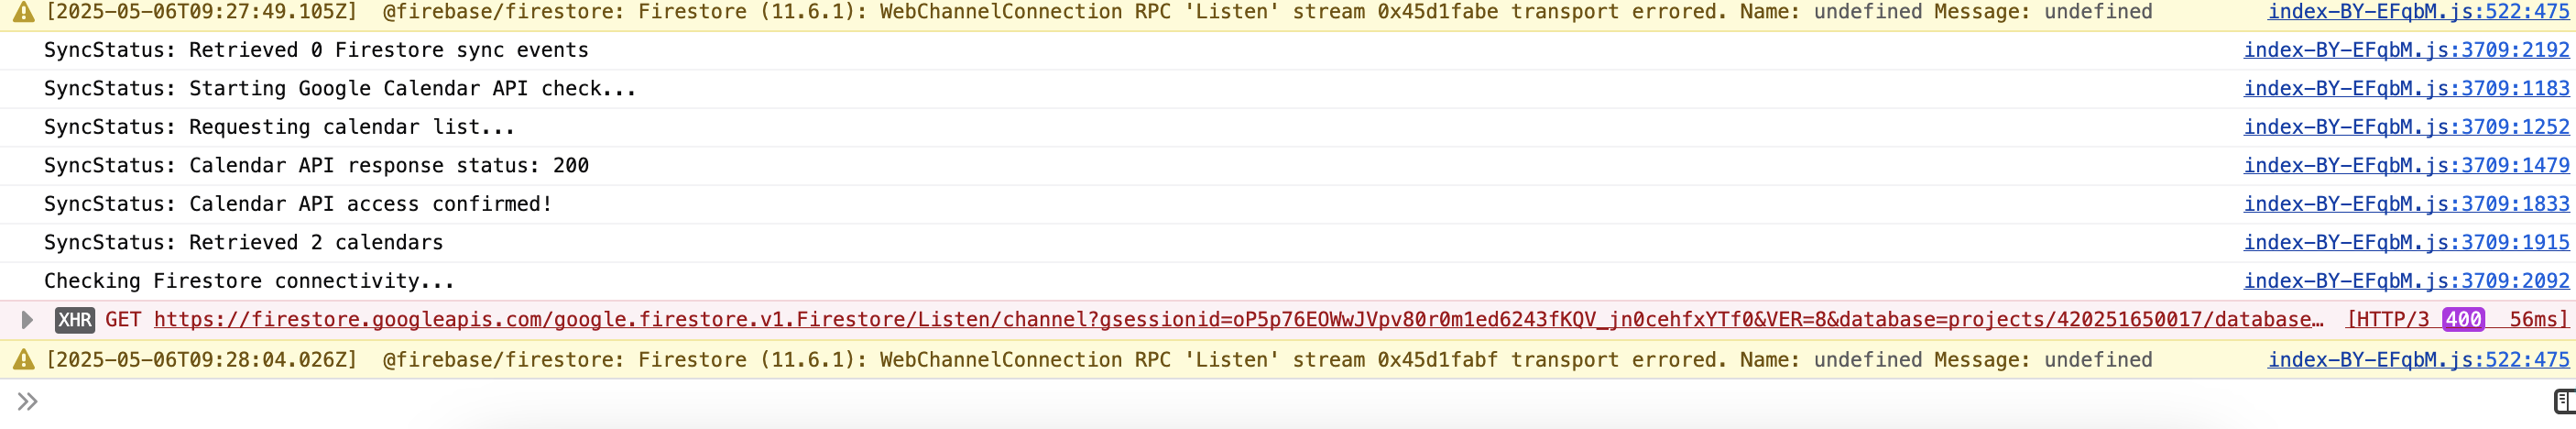 [2025-05-06T09:27:49.105Z]  @firebase/firestore: Firestore (11.6.1): WebChannelConnection RPC 'Listen' stream 0x45d1fabe transport errored. Name: undefined Message: undefined index-BY-EFqbM.js:522:475
SyncStatus: Retrieved 0 Firestore sync events index-BY-EFqbM.js:3709:2192
SyncStatus: Starting Google Calendar API check... index-BY-EFqbM.js:3709:1183
SyncStatus: Requesting calendar list... index-BY-EFqbM.js:3709:1252
SyncStatus: Calendar API response status: 200 index-BY-EFqbM.js:3709:1479
SyncStatus: Calendar API access confirmed! index-BY-EFqbM.js:3709:1833
SyncStatus: Retrieved 2 calendars index-BY-EFqbM.js:3709:1915
Checking Firestore connectivity... index-BY-EFqbM.js:3709:2092
XHR GET https://firestore.googleapis.com/google.firestore.v1.Firestore/Listen/channel?gsessionid=oP5p76EOWwJVpv80r0m1ed6243fKQV_jn0cehfxYTf0&VER=8&database=projects/420251650017/database… [HTTP/3 400 56ms]
[2025-05-06T09:28:04.026Z]  @firebase/firestore: Firestore (11.6.1): WebChannelConnection RPC 'Listen' stream 0x45d1fabf transport errored. Name: undefined Message: undefined index-BY-EFqbM.js:522:475